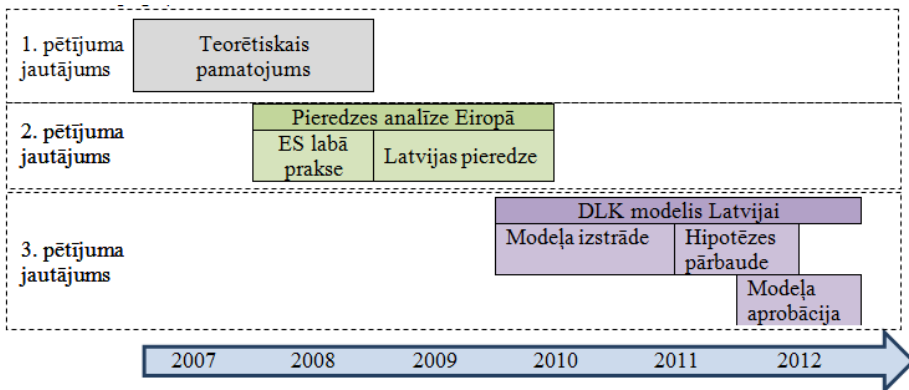 1. pētījuma
jautājums
Teorētiskais
pamatojums
2. pētījuma
jautājums
Pieredzes analīze Eiropā
ES labā
prakse
Latvijas pieredze
3. pētījuma
jautājums
DLK modelis Latvijai
Modeļa izstrāde
Hipotēzes
pārbaude
Modeļa
aprobācija
2007 2008 2009 2010 2011 2012